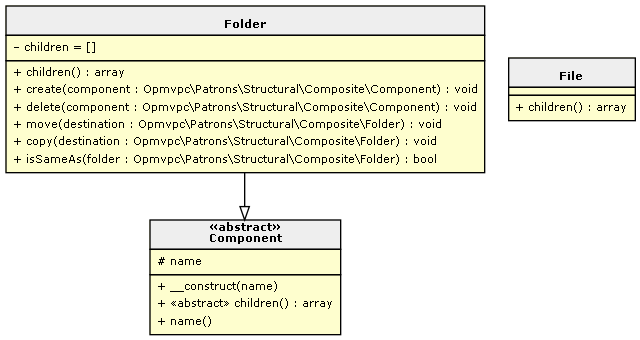 Folder
- children = []
+ children() : array
+ create(component : Opmvpc\Patrons\Structural\Composite\Component) : void
+ delete(component : Opmvpc\Patrons\Structural\Composite\Component) : void
+ move(destination : Opmvpc\Patrons\Structural\Composite\Folder) : void
+ copy(destination : Opmvpc\Patrons\Structural\Composite\Folder) : void
+ isSameAs(folder : Opmvpc\Patrons\Structural\Composite\Folder) : bool
File
+ children() : array
«abstract»
Component
# name
+ __construct(name)
+ «abstract» children() : array
+ name()